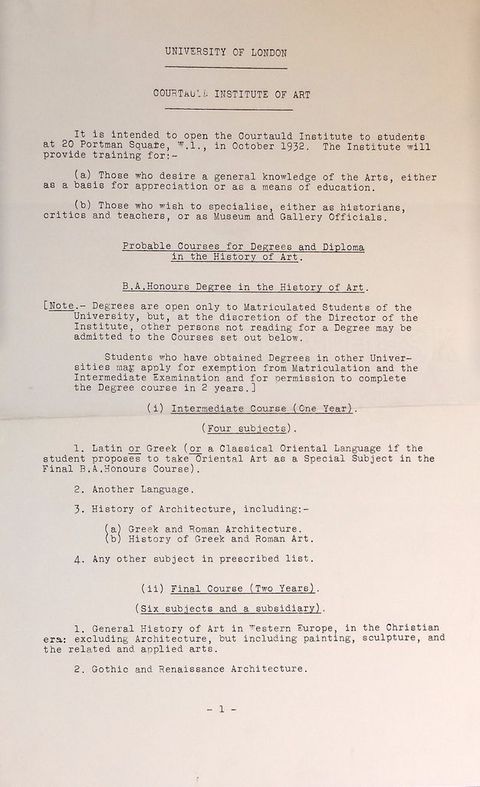 UNIVERSITY OF LONDON
COURTAULD INSTITUTE OF ART
It is intended to open the Courtauld Institute to students
at 20 Portman Square, W.1., in October 1932. The Institute will
provide training for:-
(a) Those who desire a general knowledge of the Arts, either
as a basis for appreciation or as a means of education.
(b) Those who wish to specialise, either as historians,
critics and teachers, or as Museum and Gallery Officials.
Probable Courses for Degrees and Diploma
in the History of Art.
B.A.Honours Degree in the History of Art.
[Note.- Degrees are open only to Matriculated Students of the
University, but, at the discretion of the Director of the
Institute, other persons not reading for a Degree may be
admitted to the Courses set out below.
Students who have obtained Degrees in other Univer-
sities may apply for exemption from Matriculation and the
Intermediate Examination and for permission to complete
the Degree course in 2 years.]
(i) Intermediate Course (One Year).
(Four subjects).
1. Latin or Greek (or a Classical Oriental Language if the
student proposes to take Oriental Art as a Special Subject in the
Final B.A.Honours Course).
2. Another Language.
3. History of Architecture, including:-
(a) Greek and Roman Architecture.
(b) History of Greek and Roman Art.
4. Any other subject in prescribed list.
(ii) Final Course (Two Years).
(Six subjects and a subsidiary).
1. General History of Art in Western Europe, in the Christian
era: excluding Architecture, but including painting, sculpture, and
the related and applied arts.
2. Gothic and Renaissance Architecture.
- 1 -